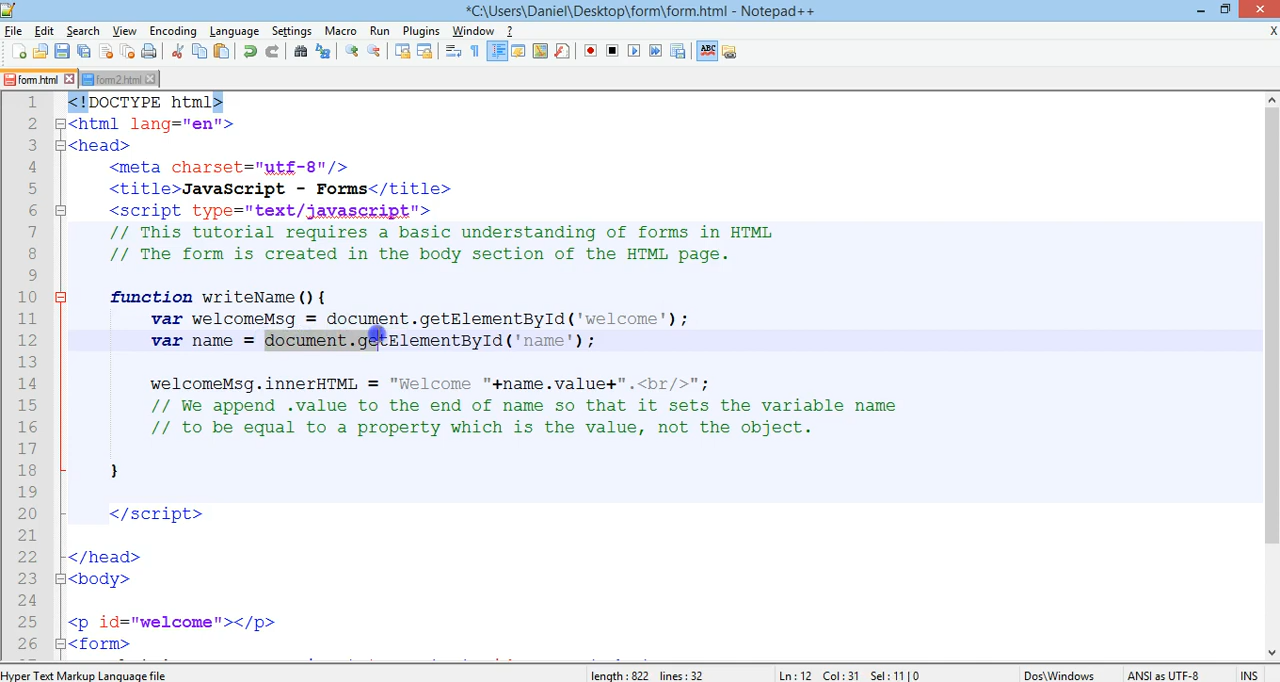 *C:\Users\Daniel\Desktop\form\form.html - Notepad++
File Edit Search View Encoding Language Settings Macro Run Plugins Window ? X
form.html form2.html
1 <!DOCTYPE html>
2 <html lang="en">
3 <head>
4 <meta charset="utf-8"/>
5 <title>JavaScript - Forms</title>
6 <script type="text/javascript">
7 // This tutorial requires a basic understanding of forms in HTML
8 // The form is created in the body section of the HTML page.
9
10 function writeName(){
11 var welcomeMsg = document.getElementById('welcome');
12 var name = document.getElementById('name');
13
14 welcomeMsg.innerHTML = "Welcome "+name.value+".<br/>";
15 // We append .value to the end of name so that it sets the variable name
16 // to be equal to a property which is the value, not the object.
17
18 }
19
20 </script>
21
22 </head>
23 <body>
24
25 <p id="welcome"></p>
26 <form>
Hyper Text Markup Language file length : 822 lines : 32 Ln : 12 Col : 31 Sel : 11 | 0 Dos\Windows ANSI as UTF-8 INS